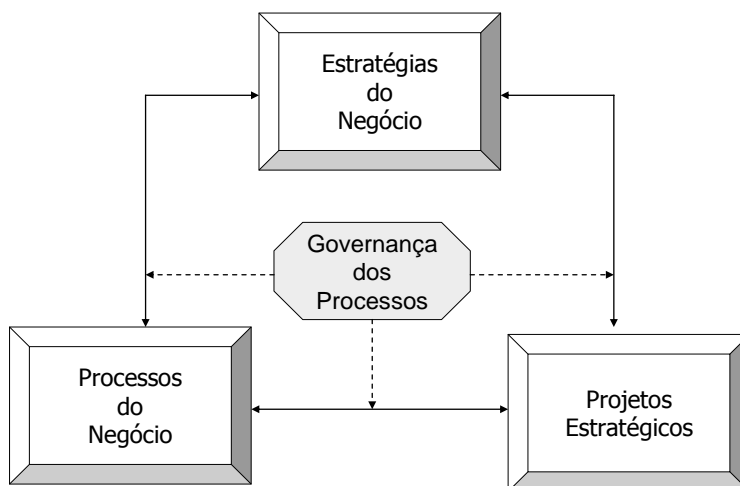 Estratégias
do
Negócio
Governança
dos
Processos
Processos
do
Negócio
Projetos
Estratégicos